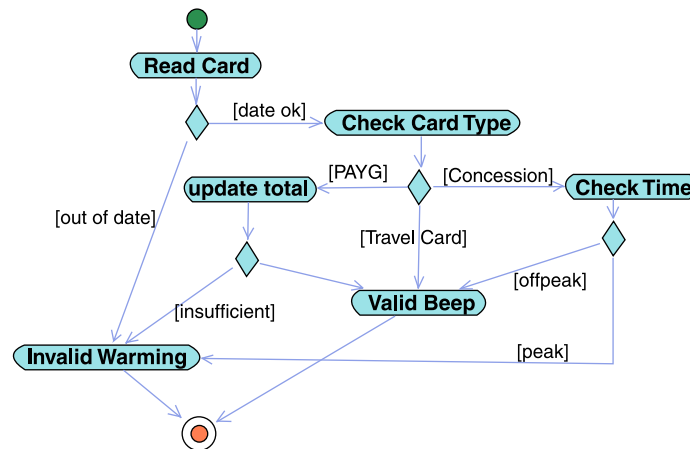 Read Card
[date ok]
Check Card Type
[PAYG]
[Concession]
update total
Check Time
[out of date]
[Travel Card]
[insufficient]
[offpeak]
Valid Beep
Invalid Warming
[peak]